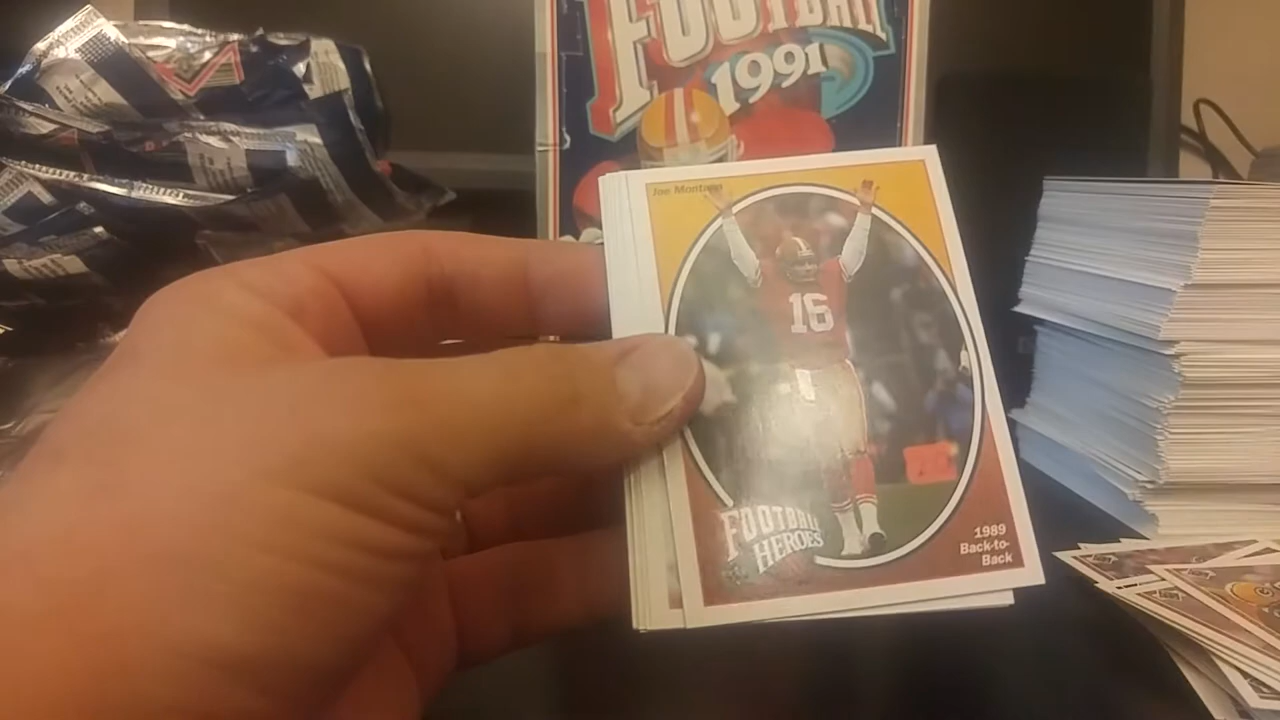 FOOTBALL
1991
Joe Montana
16
FOOTBALL
HEROES
1989
Back-to-
Back